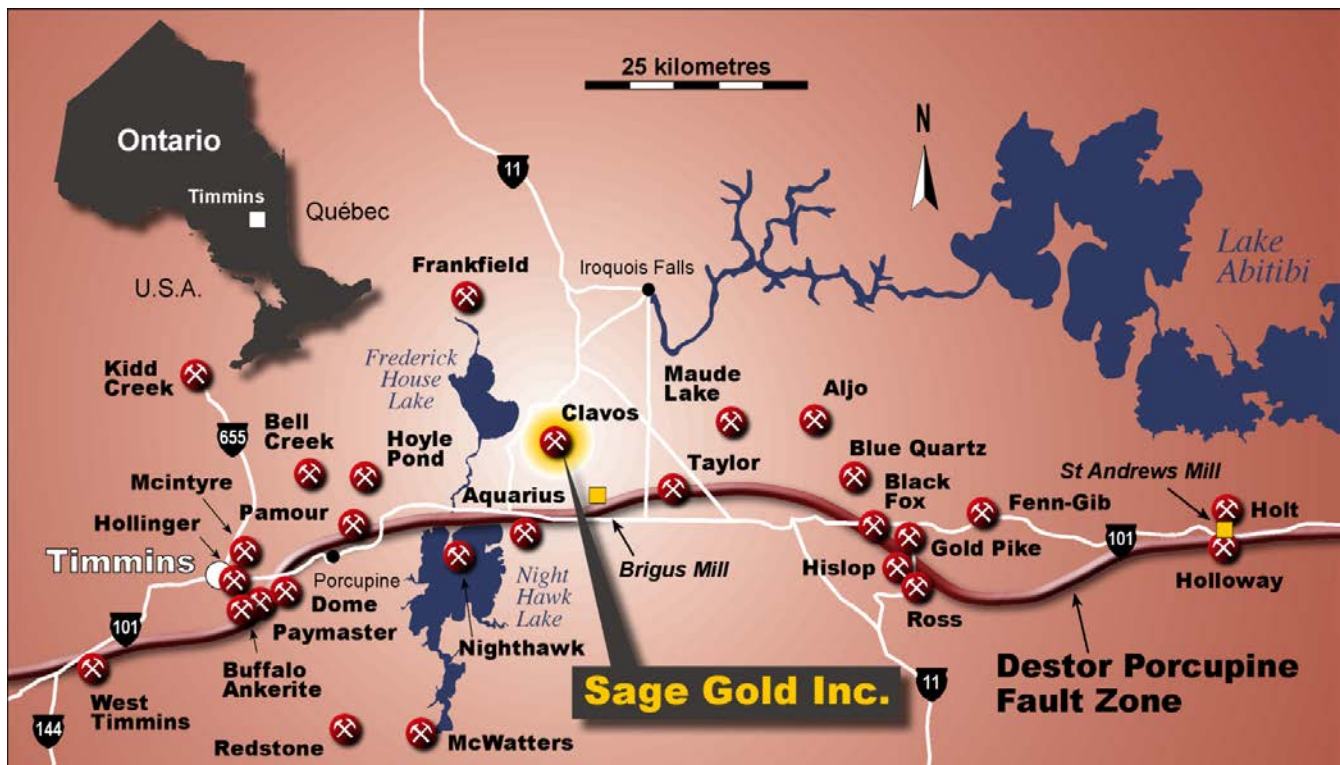 25 kilometres
N
Ontario
Timmins
Québec
U.S.A.
11
Iroquois Falls
Lake
Abitibi
Frankfield
Frederick
House
Lake
Kidd
Creek
655
Bell
Creek
Hoyle
Pond
Clavos
Maude
Lake
Aljo
Mcintyre
Hollinger
Pamour
Aquarius
Taylor
Blue Quartz
Black
Fox
Fenn-Gib
St Andrews Mill
Holt
101
Timmins
Porcupine
Dome
Paymaster
Night
Hawk
Lake
Brigus Mill
Hislop
Gold Pike
Ross
Holloway
101
Buffalo
Ankerite
Nighthawk
West
Timmins
144
Redstone
McWatters
Sage Gold Inc.
11
Destor Porcupine
Fault Zone